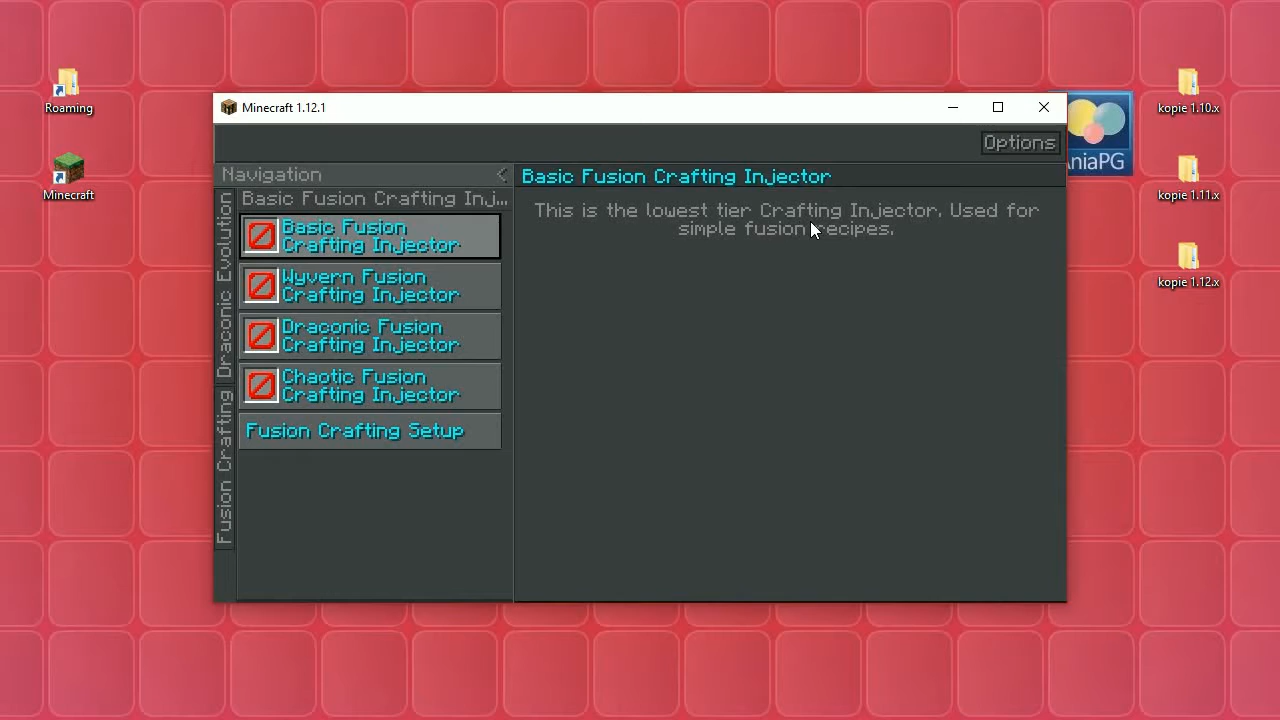 Roaming
Minecraft
Minecraft 1.12.1
Options
Navigation
<
Basic Fusion Crafting Inj...
Draconic Evolution
Fusion Crafting
Basic Fusion
Crafting Injector
Wyvern Fusion
Crafting Injector
Draconic Fusion
Crafting Injector
Chaotic Fusion
Crafting Injector
Fusion Crafting Setup
Basic Fusion Crafting Injector
This is the lowest tier Crafting Injector. Used for
simple fusion recipes.
AniaPG
kopie 1.10.x
kopie 1.11.x
kopie 1.12.x